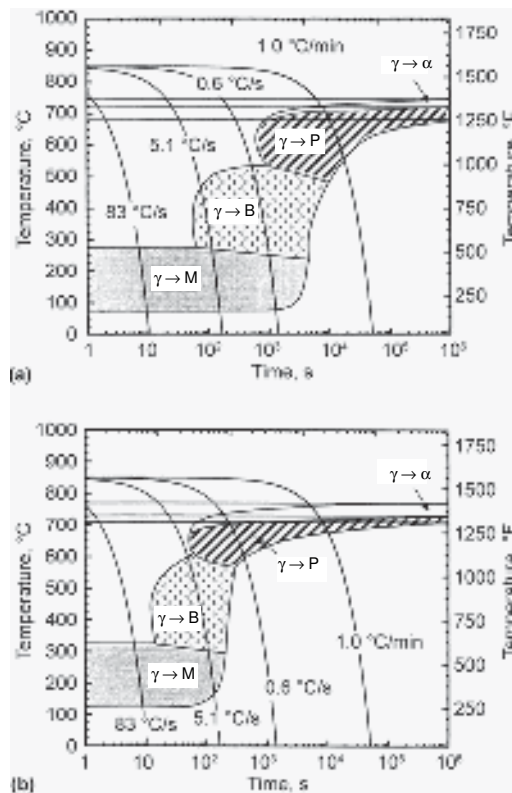 1000
900
800
700
600
500
400
300
200
100
0
Temperature, °C
1.0 °C/min
0.6 °C/s
5.1 °C/s
83 °C/s
γ → α
γ → P
γ → B
γ → M
1750
1500
1250
1000
750
500
250
Temperature, °F
1 10 10² 10³ 10⁴ 10⁵ 10⁶
Time, s
(a)
1000
900
800
700
600
500
400
300
200
100
0
Temperature, °C
γ → α
γ → P
γ → B
γ → M
1.0 °C/min
0.6 °C/s
5.1 °C/s
83 °C/s
1750
1500
1250
1000
750
500
250
Temperature, °F
1 10 10² 10³ 10⁴ 10⁵ 10⁶
Time, s
(b)